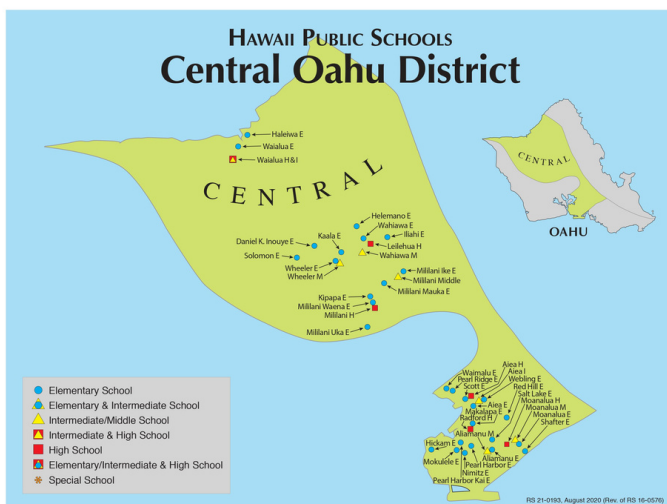 HAWAII PUBLIC SCHOOLS
Central Oahu District
Haleiwa E
Waialua E
Waialua H&I
CENTRAL
CENTRAL
OAHU
Helemano E
Wahiawa E
Iliahi E
Kaala E
Leilehua H
Daniel K. Inouye E
Wahiawa M
Solomon E
Wheeler E
Wheeler M
Mililani Ike E
Mililani Middle
Mililani Mauka E
Kipapa E
Mililani Waena E
Mililani H
Mililani Uka E
Aiea H
Aiea I
Waimalu E
Pearl Ridge E
Webling E
Scott E
Red Hill E
Salt Lake E
Moanalua H
Aiea E
Moanalua M
Makalapa E
Moanalua E
Radford H
Shafter E
Aliamanu M
Hickam E
Aliamanu E
Mokulele E
Pearl Harbor E
Nimitz E
Pearl Harbor Kai E
Elementary School
Elementary & Intermediate School
Intermediate/Middle School
Intermediate & High School
High School
Elementary/Intermediate & High School
Special School
RS 21-0193, August 2020 (Rev. of RS 16-0576)